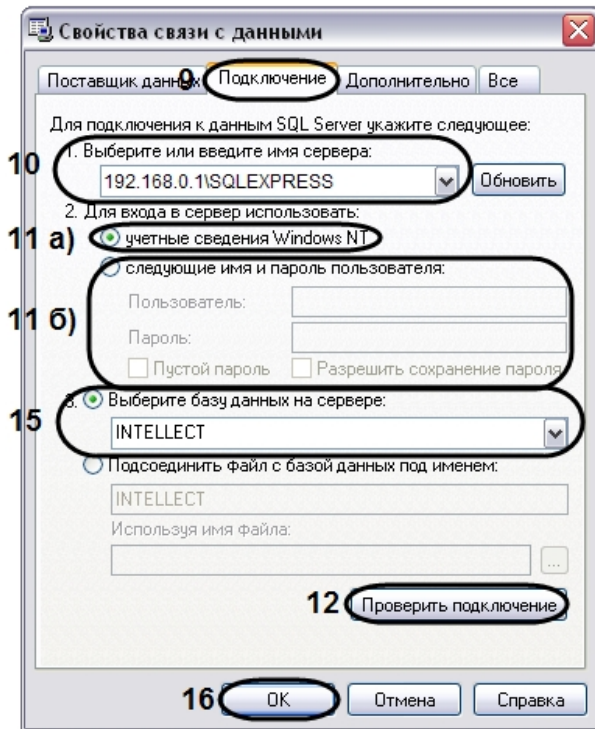 Свойства связи с данными
Поставщик данных 9 Подключение Дополнительно Все
Для подключения к данным SQL Server укажите следующее:
10 1. Выберите или введите имя сервера:
192.168.0.1\SQLEXPRESS Обновить
2. Для входа в сервер использовать:
11 а) учетные сведения Windows NT
следующие имя и пароль пользователя:
11 б) Пользователь:
Пароль:
Пустой пароль Разрешить сохранение пароля
15 3. Выберите базу данных на сервере:
INTELLECT
Подсоединить файл с базой данных под именем:
INTELLECT
Используя имя файла:
...
12 Проверить подключение
16 OK Отмена Справка